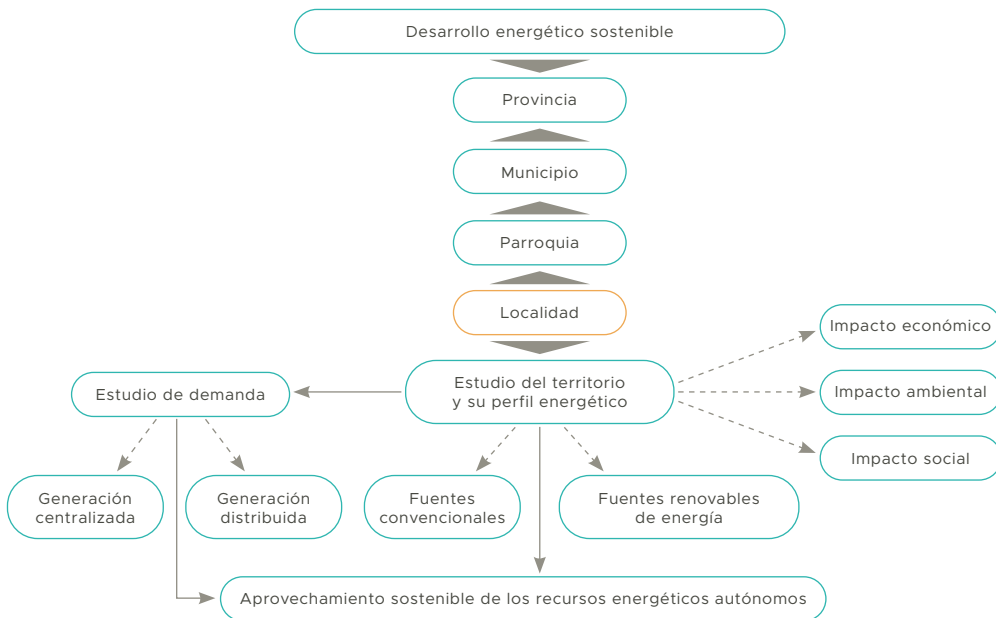 Desarrollo energético sostenible
Provincia
Municipio
Parroquia
Localidad
Impacto económico
Estudio del territorio
y su perfil energético
Estudio de demanda
Impacto ambiental
Impacto social
Generación
centralizada
Generación
distribuida
Fuentes
convencionales
Fuentes renovables
de energía
Aprovechamiento sostenible de los recursos energéticos autónomos